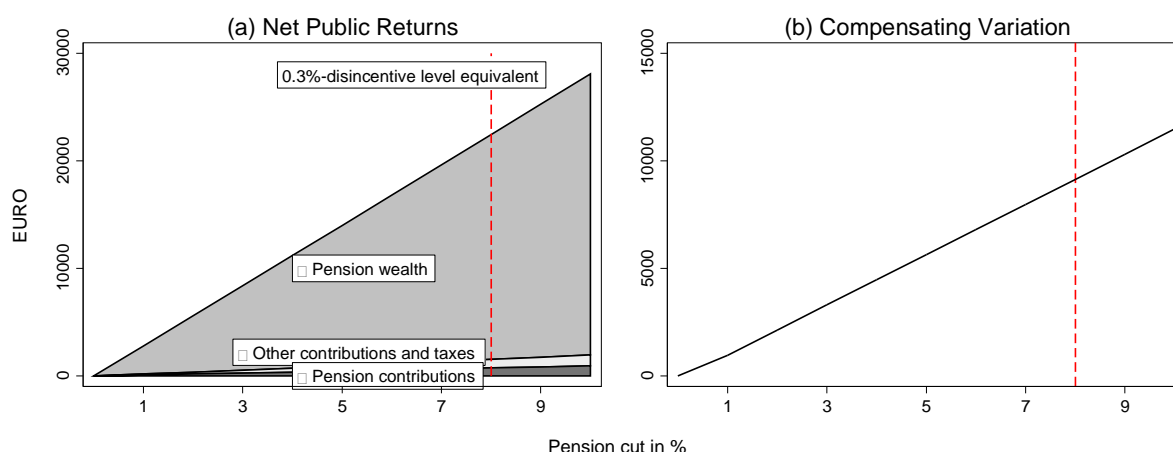 (a) Net Public Returns
(b) Compensating Variation
EURO
30000
20000
10000
0
0.3%-disincentive level equivalent
□ Pension wealth
□ Other contributions and taxes
□ Pension contributions
1 3 5 7 9
15000
10000
5000
0
1 3 5 7 9
Pension cut in %